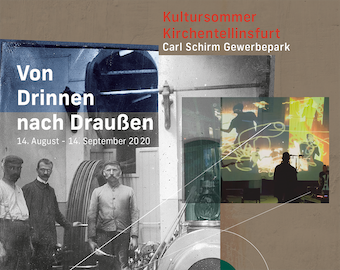 Kultursommer
Kirchentellinsfurt
Carl Schirm Gewerbepark
Von
Drinnen
nach Draußen
14. August - 14. September 2020